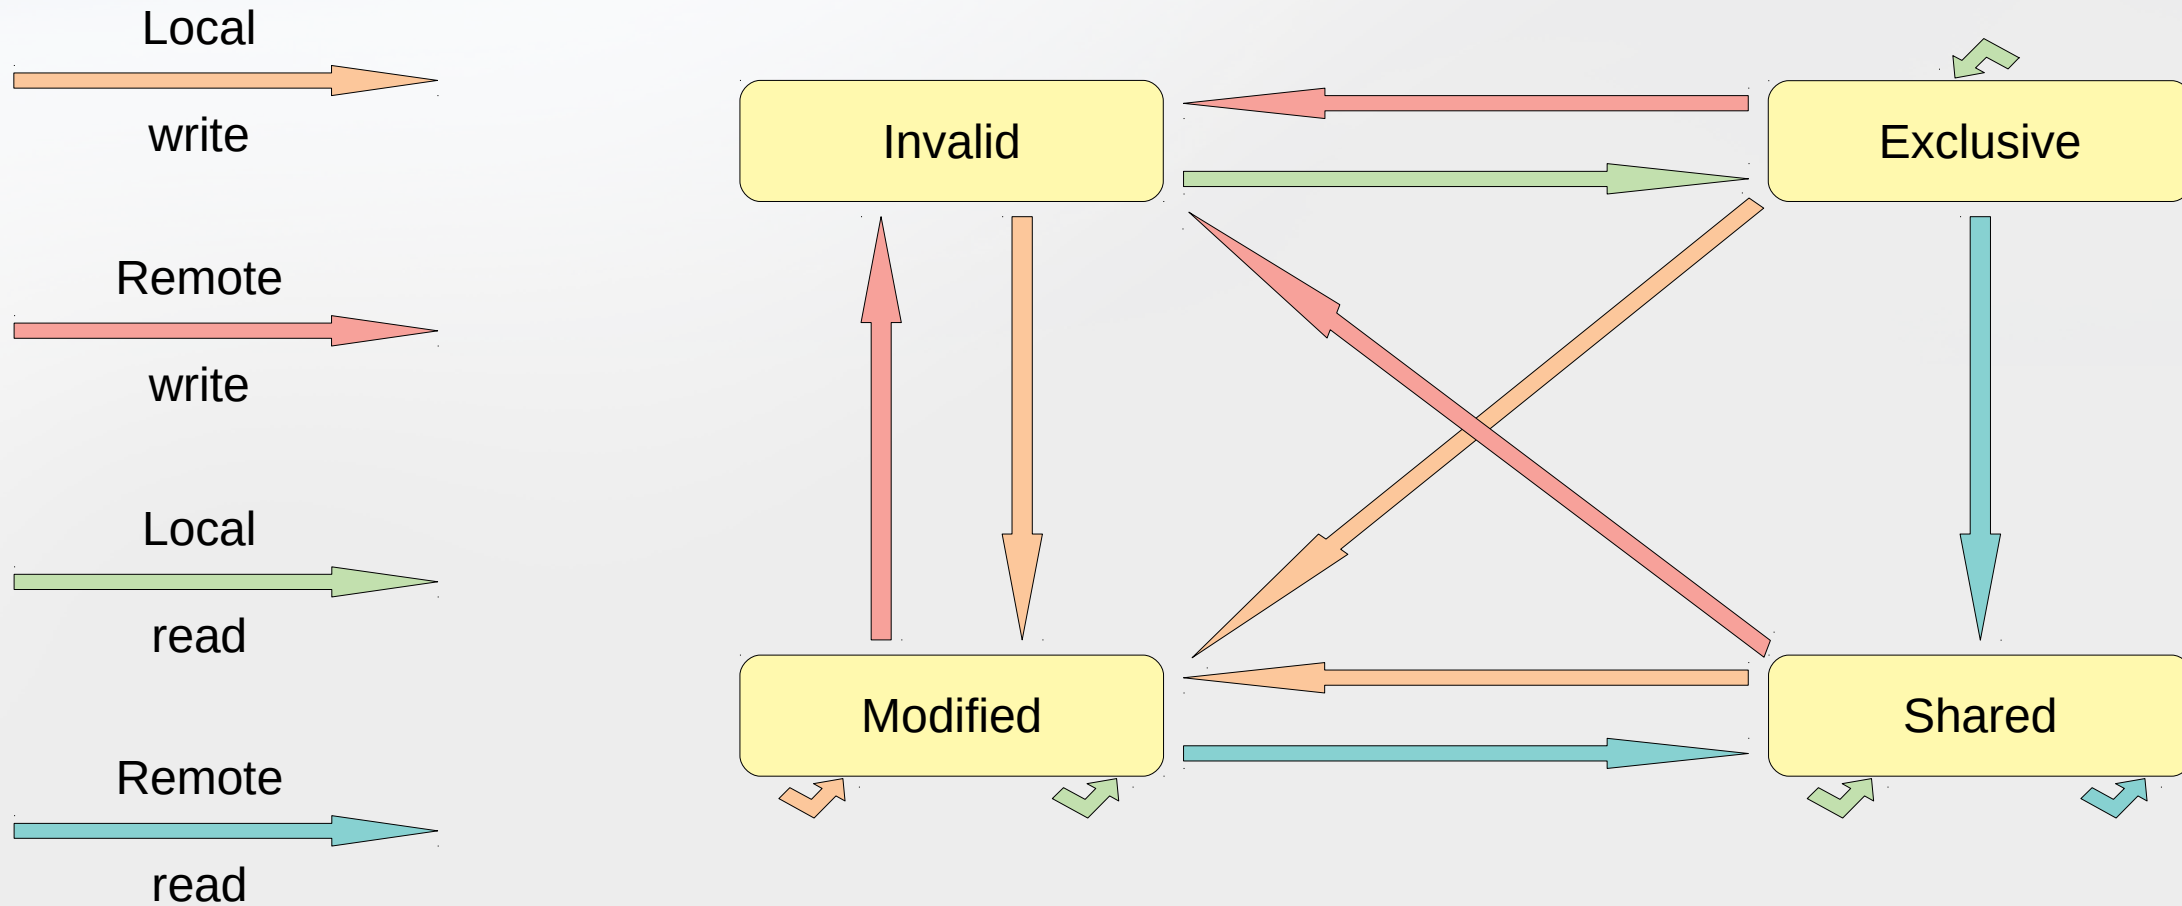 Local
write
Remote
write
Local
read
Remote
read
Invalid
Exclusive
Modified
Shared